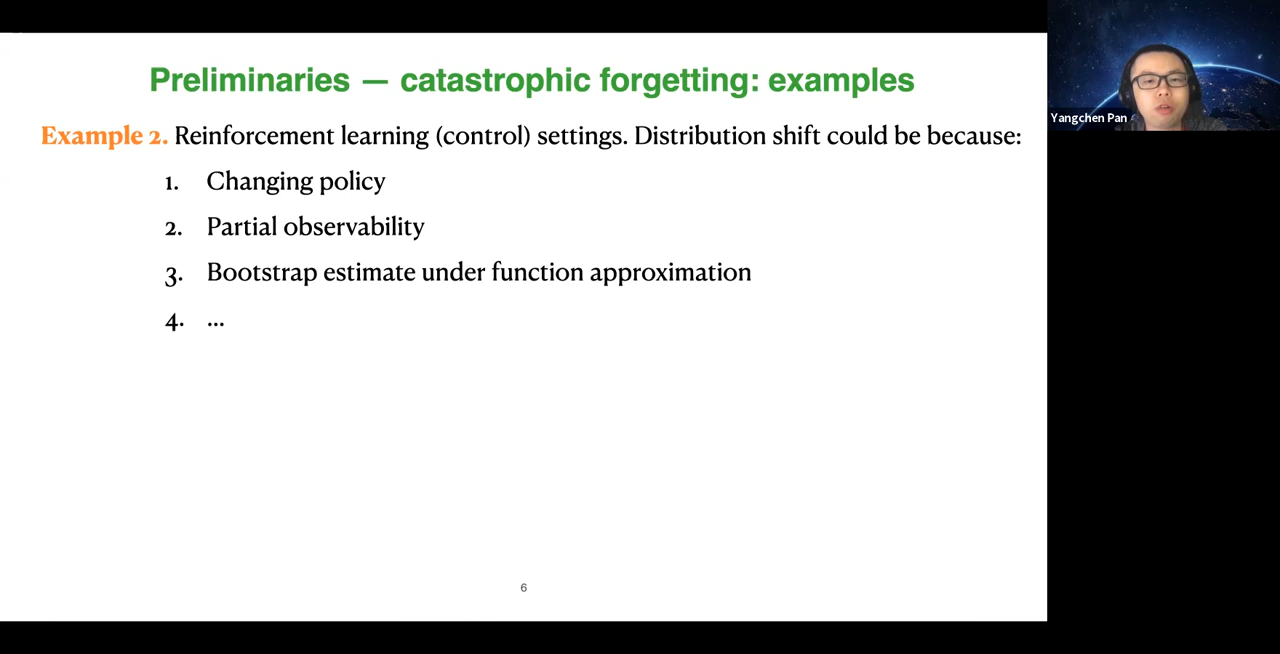 Preliminaries — catastrophic forgetting: examples
Example 2. Reinforcement learning (control) settings. Distribution shift could be because:
1. Changing policy
2. Partial observability
3. Bootstrap estimate under function approximation
4. ...
6
Yangchen Pan